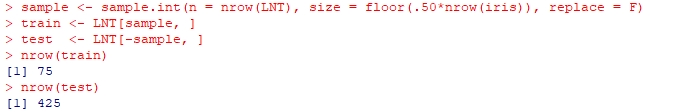 > sample <- sample.int(n = nrow(LNT), size = floor(.50*nrow(iris)), replace = F)
> train <- LNT[sample, ]
> test  <- LNT[-sample, ]
> nrow(train)
[1] 75
> nrow(test)
[1] 425